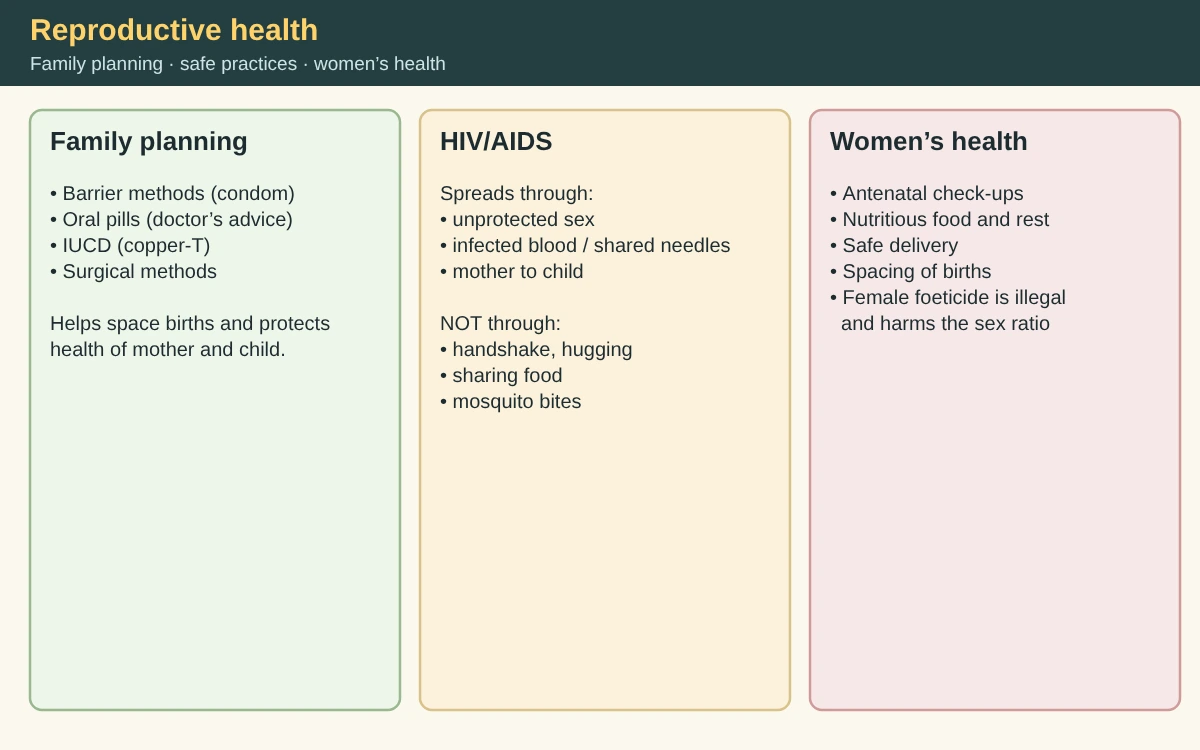 Reproductive health
Family planning · safe practices · women’s health
Family planning
• Barrier methods (condom)
• Oral pills (doctor’s advice)
• IUCD (copper-T)
• Surgical methods
Helps space births and protects
health of mother and child.
HIV/AIDS
Spreads through:
• unprotected sex
• infected blood / shared needles
• mother to child
NOT through:
• handshake, hugging
• sharing food
• mosquito bites
Women’s health
• Antenatal check-ups
• Nutritious food and rest
• Safe delivery
• Spacing of births
• Female foeticide is illegal
and harms the sex ratio